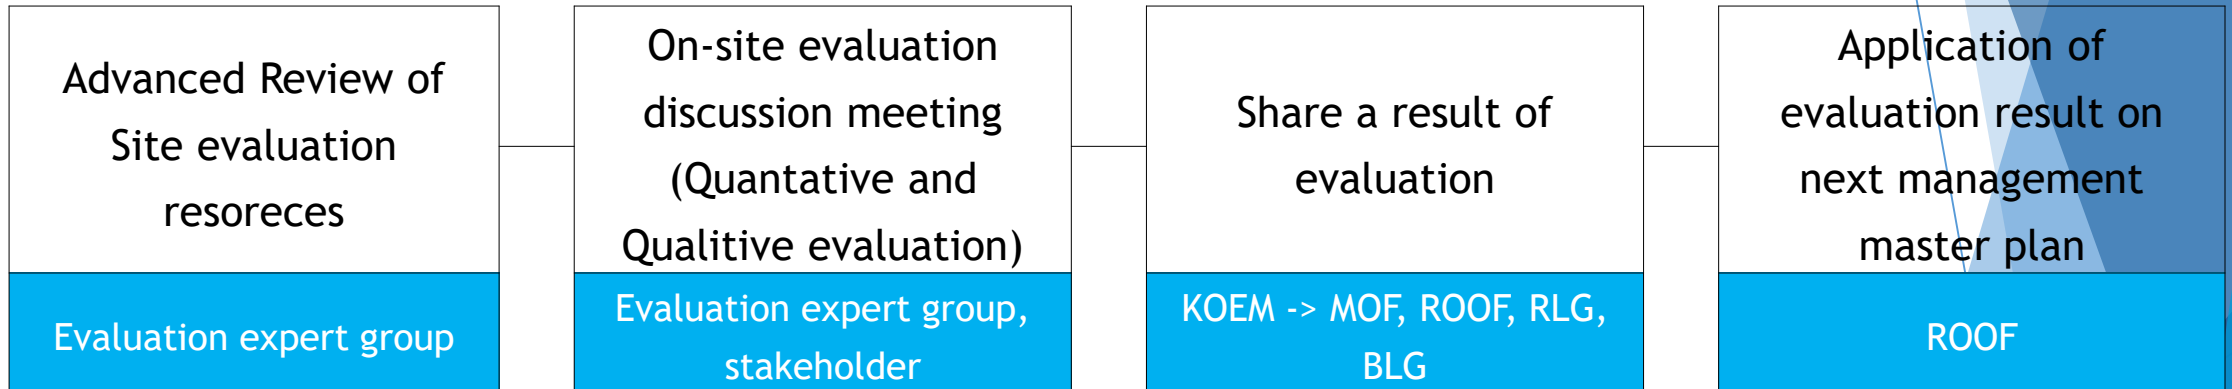 Advanced Review of
Site evaluation
resoreces
Evaluation expert group
On-site evaluation
discussion meeting
(Quantative and
Qualitive evaluation)
Evaluation expert group,
stakeholder
Share a result of
evaluation
KOEM -> MOF, ROOF, RLG,
BLG
Application of
evaluation result on
next management
master plan
ROOF